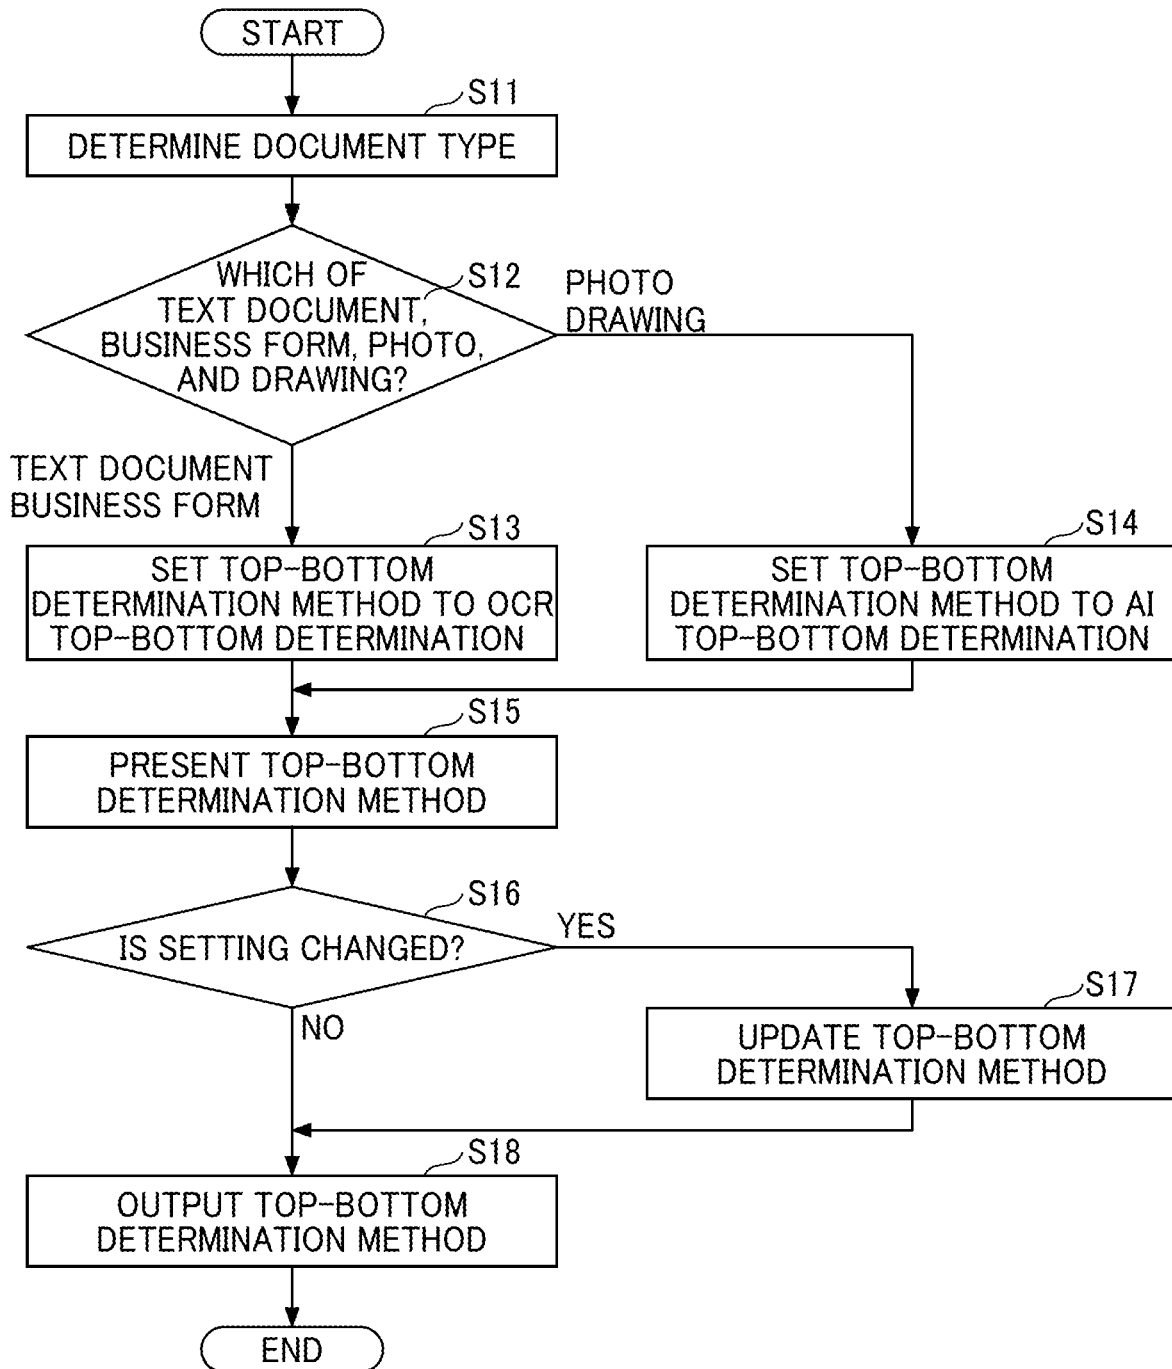 START
S11
DETERMINE DOCUMENT TYPE
S12
WHICH OF
TEXT DOCUMENT,
BUSINESS FORM, PHOTO,
AND DRAWING?
PHOTO
DRAWING
TEXT DOCUMENT
BUSINESS FORM
S13
SET TOP-BOTTOM
DETERMINATION METHOD TO OCR
TOP-BOTTOM DETERMINATION
S14
SET TOP-BOTTOM
DETERMINATION METHOD TO AI
TOP-BOTTOM DETERMINATION
S15
PRESENT TOP-BOTTOM
DETERMINATION METHOD
S16
IS SETTING CHANGED?
YES
NO
S17
UPDATE TOP-BOTTOM
DETERMINATION METHOD
S18
OUTPUT TOP-BOTTOM
DETERMINATION METHOD
END